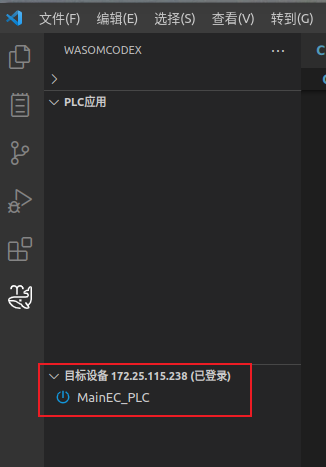 文件(F) 编辑(E) 选择(S) 查看(V) 转到(G)
WASOMCODEX
PLC应用
目标设备 172.25.115.238 (已登录)
MainEC_PLC